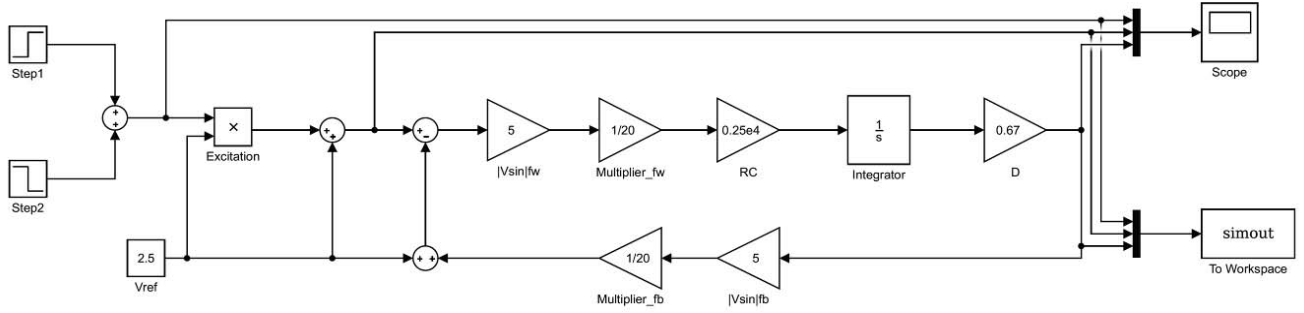 Step1
Scope
+
+
×
Excitation
+
+
+
-
5
|Vsin|fw
1/20
Multiplier_fw
0.25e4
RC
1
s
Integrator
0.67
D
Step2
2.5
Vref
+ +
1/20
Multiplier_fb
5
|Vsin|fb
simout
To Workspace